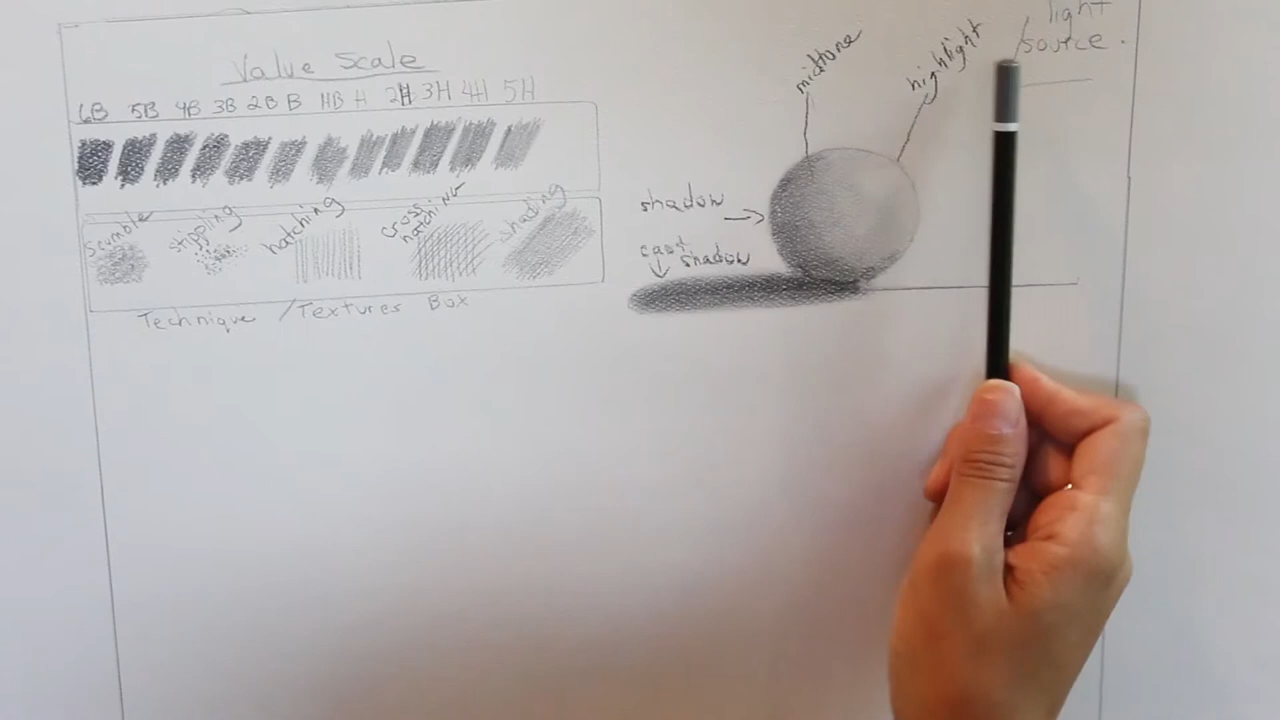 Value Scale
6B 5B 4B 3B 2B B HB H 2H 3H 4H 5H
scumble
stippling
hatching
cross
hatching
shading
Technique /Textures Box
midtone
highlight
light
source.
shadow
cast
shadow